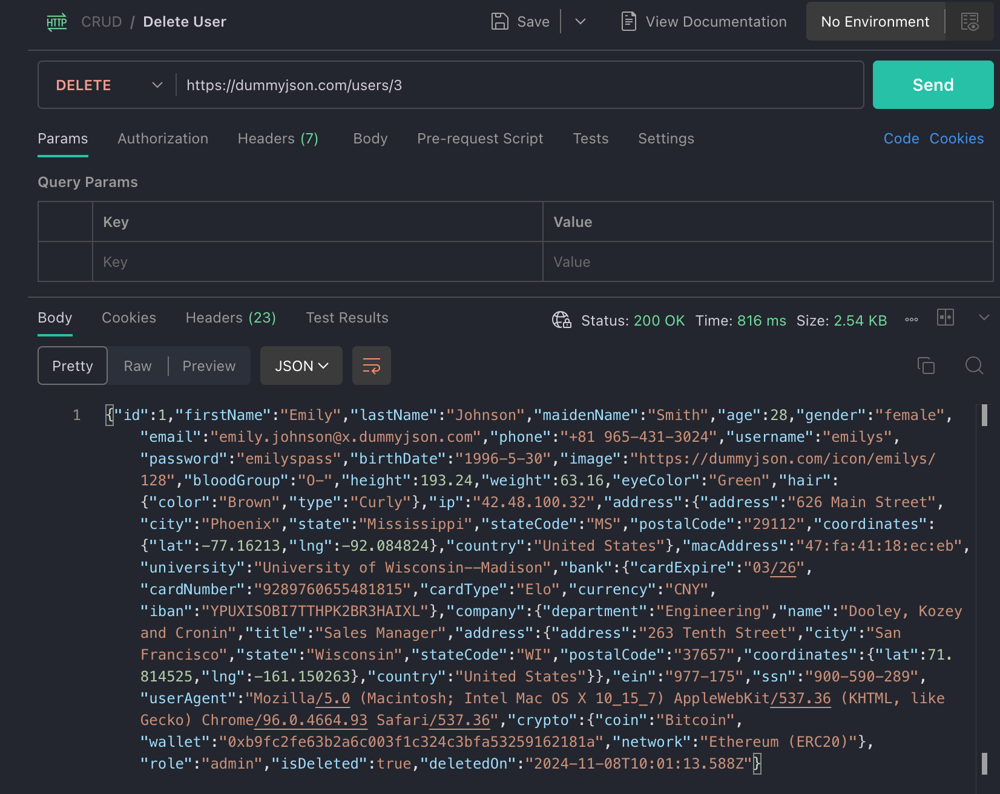 HTTP CRUD / Delete User Save View Documentation No Environment
DELETE https://dummyjson.com/users/3 Send
Params Authorization Headers (7) Body Pre-request Script Tests Settings Code Cookies
Query Params
Key Value
Key Value
Body Cookies Headers (23) Test Results Status: 200 OK Time: 816 ms Size: 2.54 KB
Pretty Raw Preview JSON
1 {"id":1,"firstName":"Emily","lastName":"Johnson","maidenName":"Smith","age":28,"gender":"female",
"email":"emily.johnson@x.dummyjson.com","phone":"+81 965-431-3024","username":"emilys",
"password":"emilyspass","birthDate":"1996-5-30","image":"https://dummyjson.com/icon/emilys/
128","bloodGroup":"O-","height":193.24,"weight":63.16,"eyeColor":"Green","hair":
{"color":"Brown","type":"Curly"},"ip":"42.48.100.32","address":{"address":"626 Main Street",
"city":"Phoenix","state":"Mississippi","stateCode":"MS","postalCode":"29112","coordinates":
{"lat":-77.16213,"lng":-92.084824},"country":"United States"},"macAddress":"47:fa:41:18:ec:eb",
"university":"University of Wisconsin--Madison","bank":{"cardExpire":"03/26",
"cardNumber":"9289760655481815","cardType":"Elo","currency":"CNY",
"iban":"YPUXISOBI7TTHPK2BR3HAIXL"},"company":{"department":"Engineering","name":"Dooley, Kozey
and Cronin","title":"Sales Manager","address":{"address":"263 Tenth Street","city":"San
Francisco","state":"Wisconsin","stateCode":"WI","postalCode":"37657","coordinates":{"lat":71.
814525,"lng":-161.150263},"country":"United States"}},"ein":"977-175","ssn":"900-590-289",
"userAgent":"Mozilla/5.0 (Macintosh; Intel Mac OS X 10_15_7) AppleWebKit/537.36 (KHTML, like
Gecko) Chrome/96.0.4664.93 Safari/537.36","crypto":{"coin":"Bitcoin",
"wallet":"0xb9fc2fe63b2a6c003f1c324c3bfa53259162181a","network":"Ethereum (ERC20)"},
"role":"admin","isDeleted":true,"deletedOn":"2024-11-08T10:01:13.588Z"}